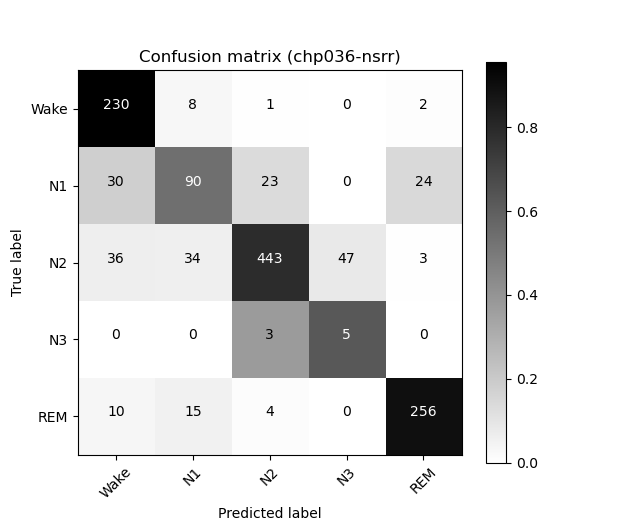 Confusion matrix (chp036-nsrr)
Wake 230 8 1 0 2
N1 30 90 23 0 24
N2 36 34 443 47 3
N3 0 0 3 5 0
REM 10 15 4 0 256
Wake N1 N2 N3 REM
True label
Predicted label
0.8
0.6
0.4
0.2
0.0